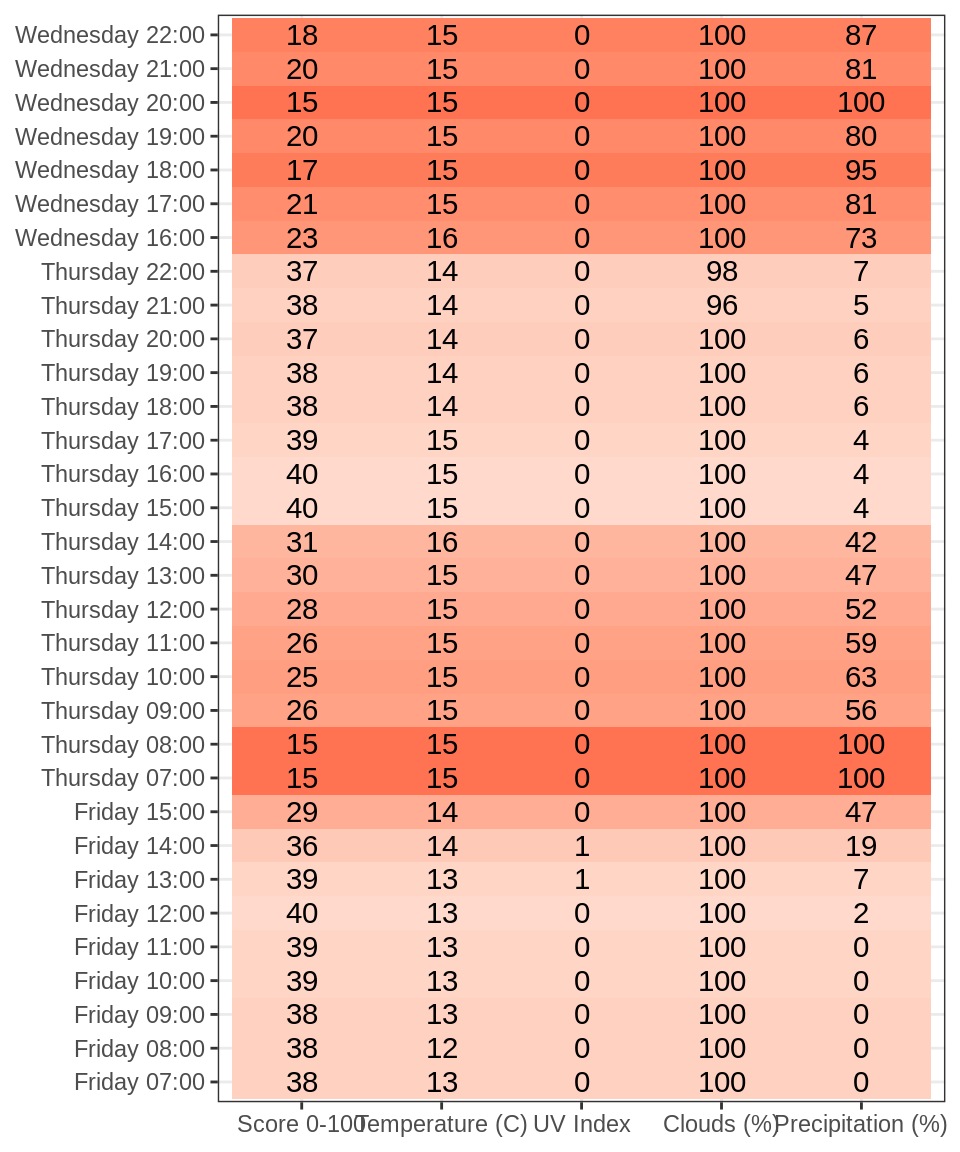 Wednesday 22:00 18 15 0 100 87
Wednesday 21:00 20 15 0 100 81
Wednesday 20:00 15 15 0 100 100
Wednesday 19:00 20 15 0 100 80
Wednesday 18:00 17 15 0 100 95
Wednesday 17:00 21 15 0 100 81
Wednesday 16:00 23 16 0 100 73
Thursday 22:00 37 14 0 98 7
Thursday 21:00 38 14 0 96 5
Thursday 20:00 37 14 0 100 6
Thursday 19:00 38 14 0 100 6
Thursday 18:00 38 14 0 100 6
Thursday 17:00 39 15 0 100 4
Thursday 16:00 40 15 0 100 4
Thursday 15:00 40 15 0 100 4
Thursday 14:00 31 16 0 100 42
Thursday 13:00 30 15 0 100 47
Thursday 12:00 28 15 0 100 52
Thursday 11:00 26 15 0 100 59
Thursday 10:00 25 15 0 100 63
Thursday 09:00 26 15 0 100 56
Thursday 08:00 15 15 0 100 100
Thursday 07:00 15 15 0 100 100
Friday 15:00 29 14 0 100 47
Friday 14:00 36 14 1 100 19
Friday 13:00 39 13 1 100 7
Friday 12:00 40 13 0 100 2
Friday 11:00 39 13 0 100 0
Friday 10:00 39 13 0 100 0
Friday 09:00 38 13 0 100 0
Friday 08:00 38 12 0 100 0
Friday 07:00 38 13 0 100 0
Score 0-100 Temperature (C) UV Index Clouds (%) Precipitation (%)